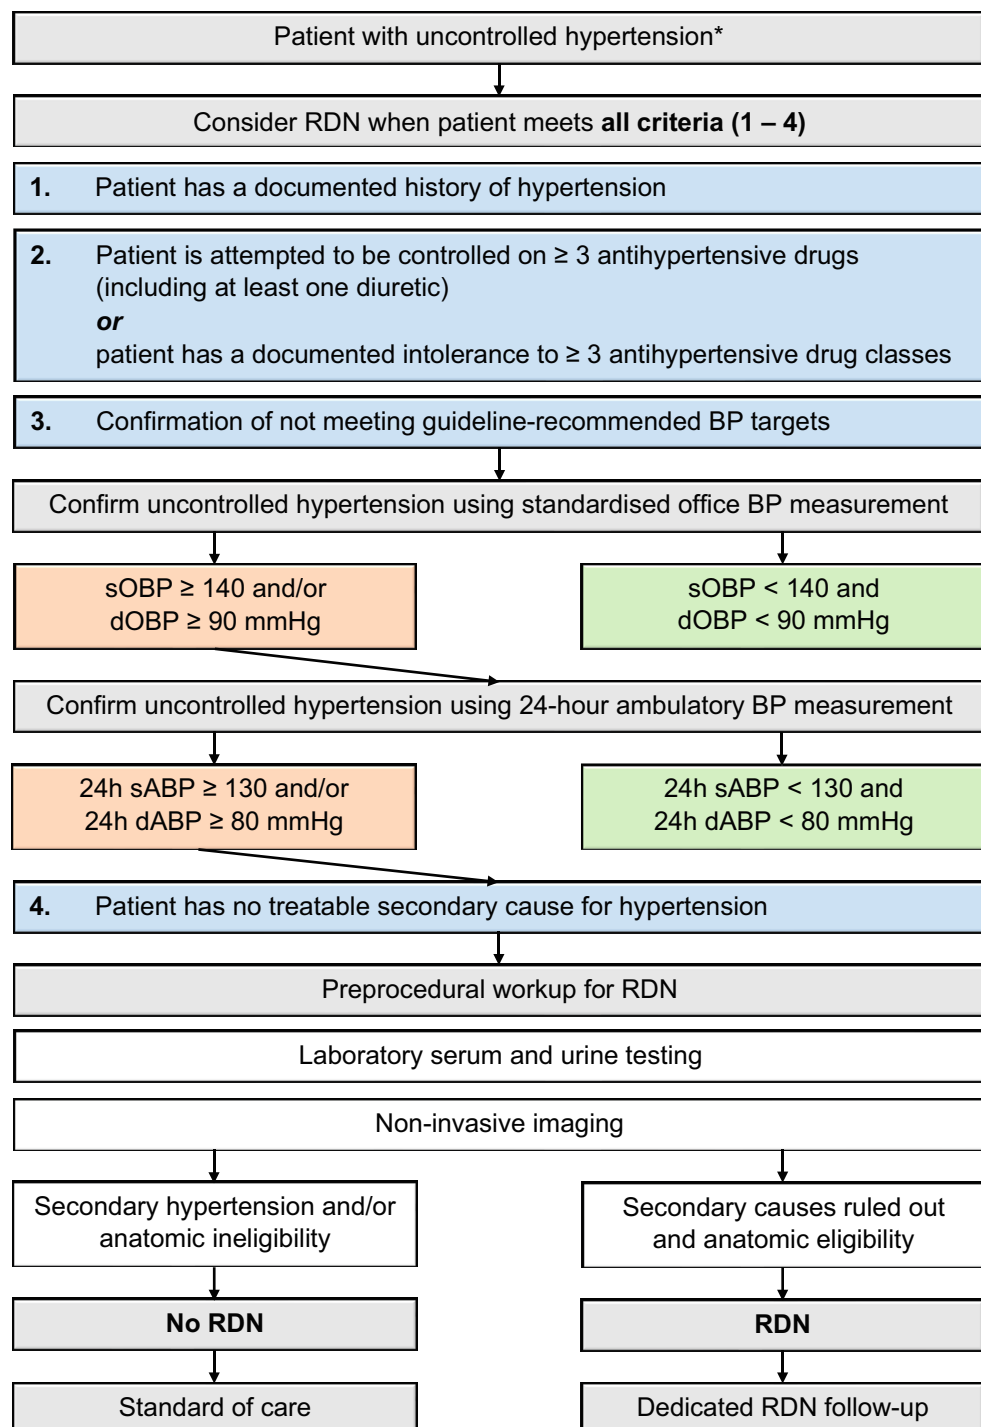 Patient with uncontrolled hypertension*
Consider RDN when patient meets all criteria (1 – 4)
1. Patient has a documented history of hypertension
2. Patient is attempted to be controlled on ≥ 3 antihypertensive drugs
(including at least one diuretic)
or
patient has a documented intolerance to ≥ 3 antihypertensive drug classes
3. Confirmation of not meeting guideline-recommended BP targets
Confirm uncontrolled hypertension using standardised office BP measurement
sOBP ≥ 140 and/or
dOBP ≥ 90 mmHg
sOBP < 140 and
dOBP < 90 mmHg
Confirm uncontrolled hypertension using 24-hour ambulatory BP measurement
24h sABP ≥ 130 and/or
24h dABP ≥ 80 mmHg
24h sABP < 130 and
24h dABP < 80 mmHg
4. Patient has no treatable secondary cause for hypertension
Preprocedural workup for RDN
Laboratory serum and urine testing
Non-invasive imaging
Secondary hypertension and/or
anatomic ineligibility
Secondary causes ruled out
and anatomic eligibility
No RDN
RDN
Standard of care
Dedicated RDN follow-up